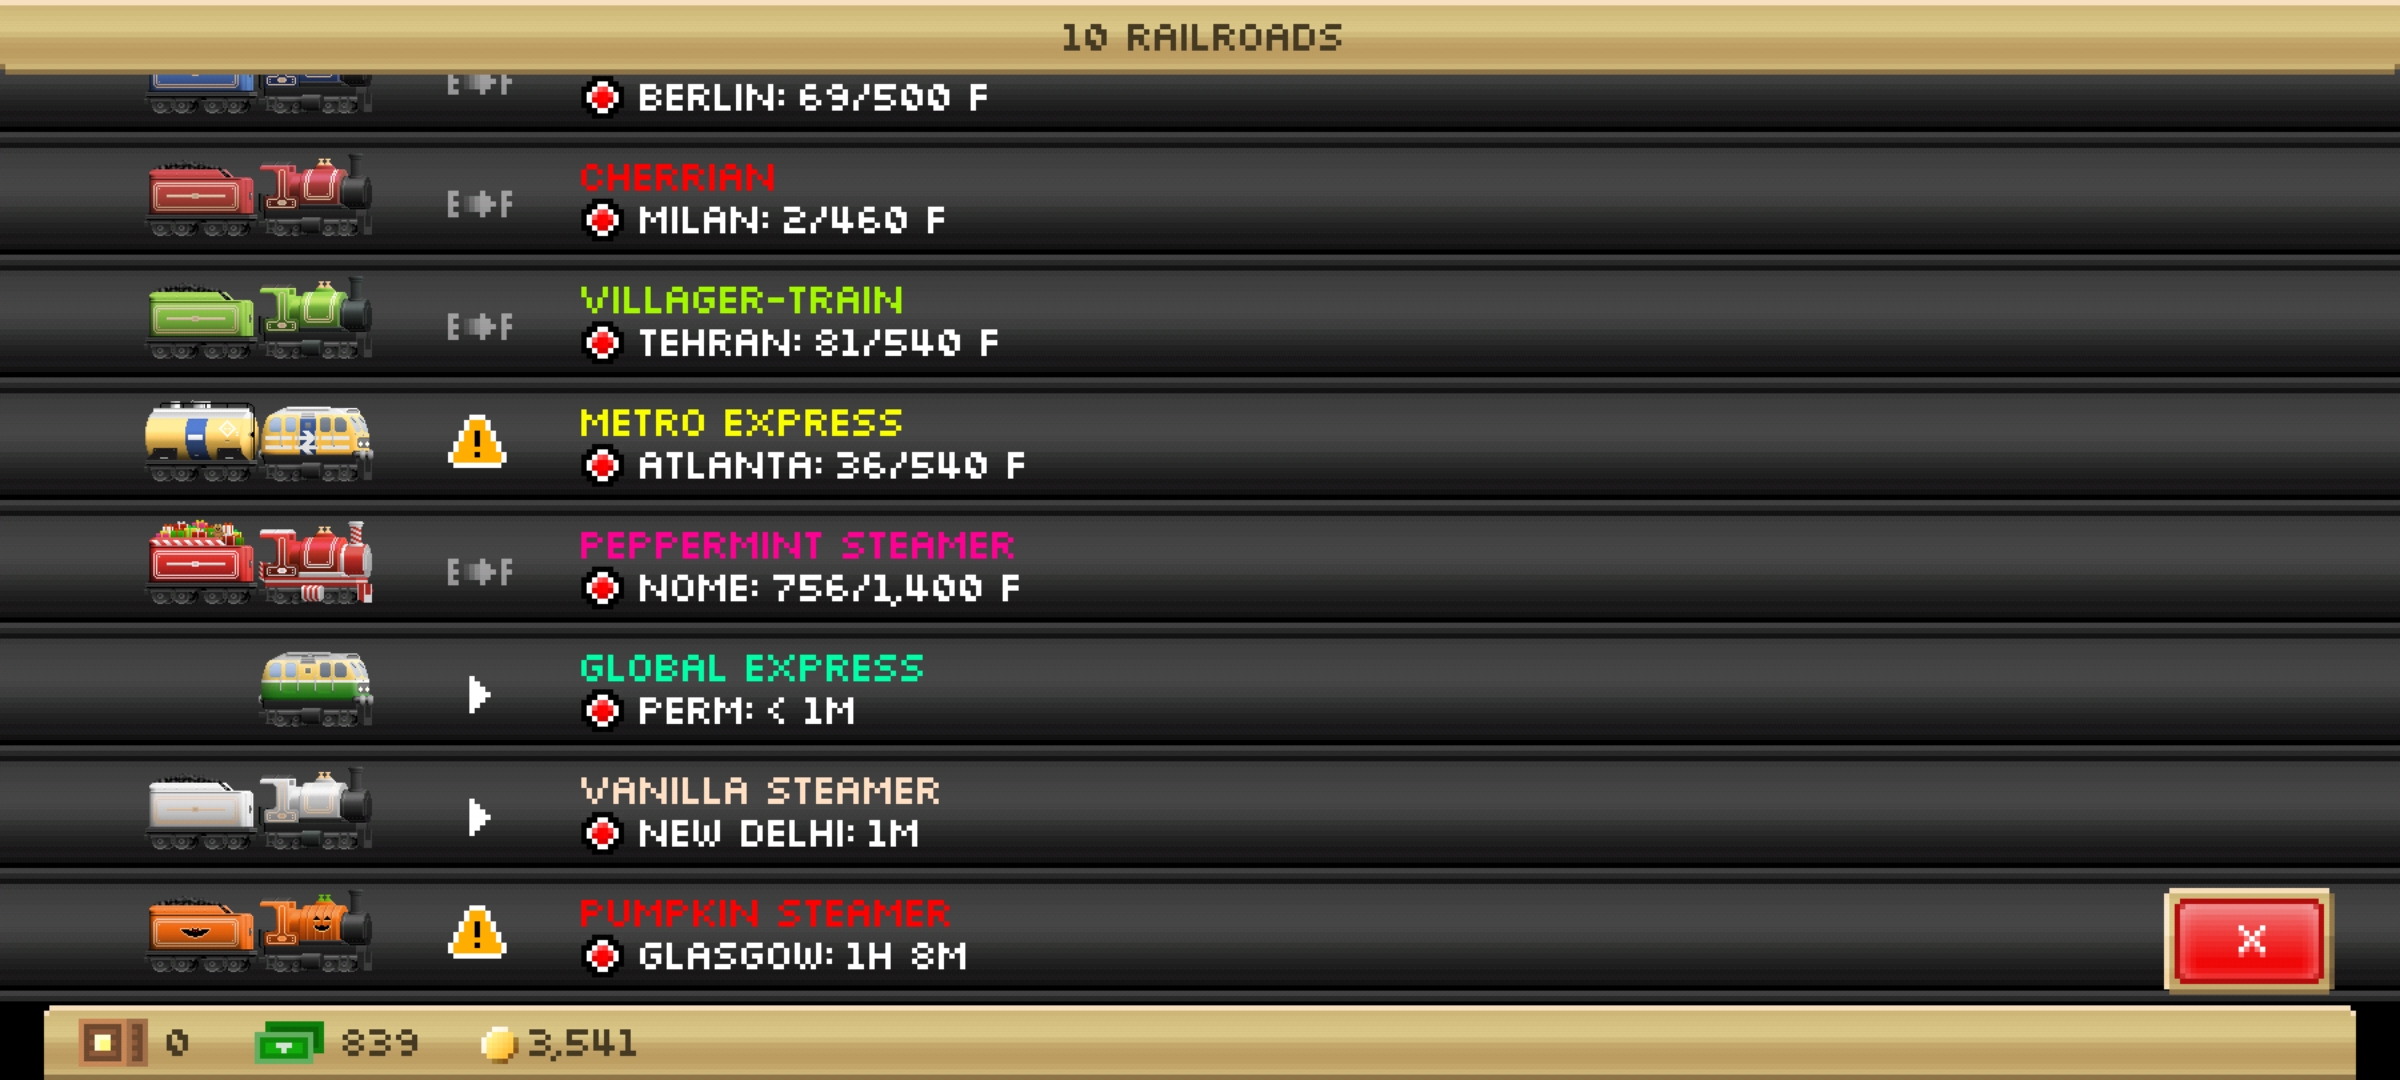 10 RAILROADS
E F
BERLIN: 69/500 F
CHERRIAN
E F
MILAN: 2/460 F
VILLAGER-TRAIN
E F
TEHRAN: 81/540 F
METRO EXPRESS
!
ATLANTA: 36/540 F
PEPPERMINT STEAMER
E F
NOME: 756/1,400 F
GLOBAL EXPRESS
PERM: < 1M
VANILLA STEAMER
NEW DELHI: 1M
PUMPKIN STEAMER
!
GLASGOW: 1H 8M
X
0 839 3,541